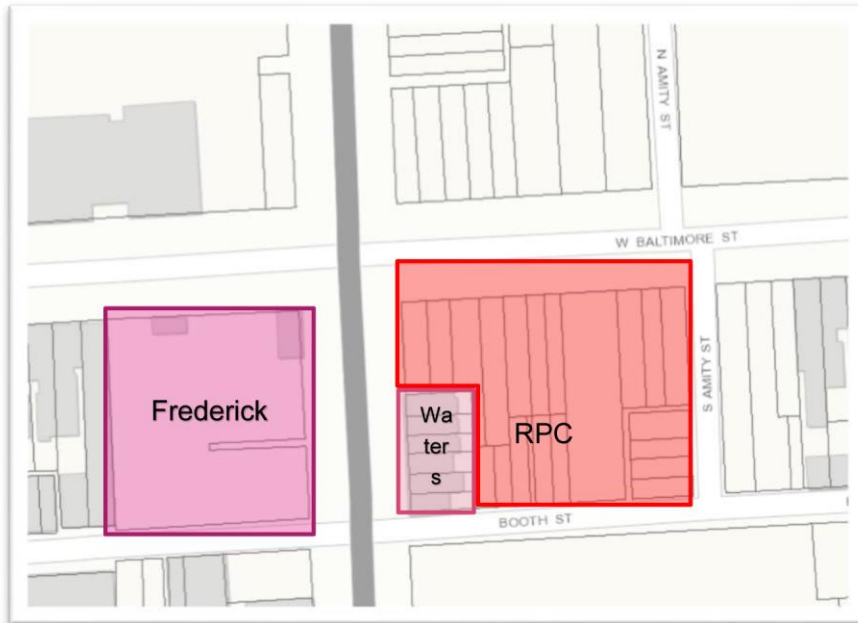 N AMITY ST
W BALTIMORE ST
S AMITY ST
Frederick
Wa
ter
s
RPC
BOOTH ST